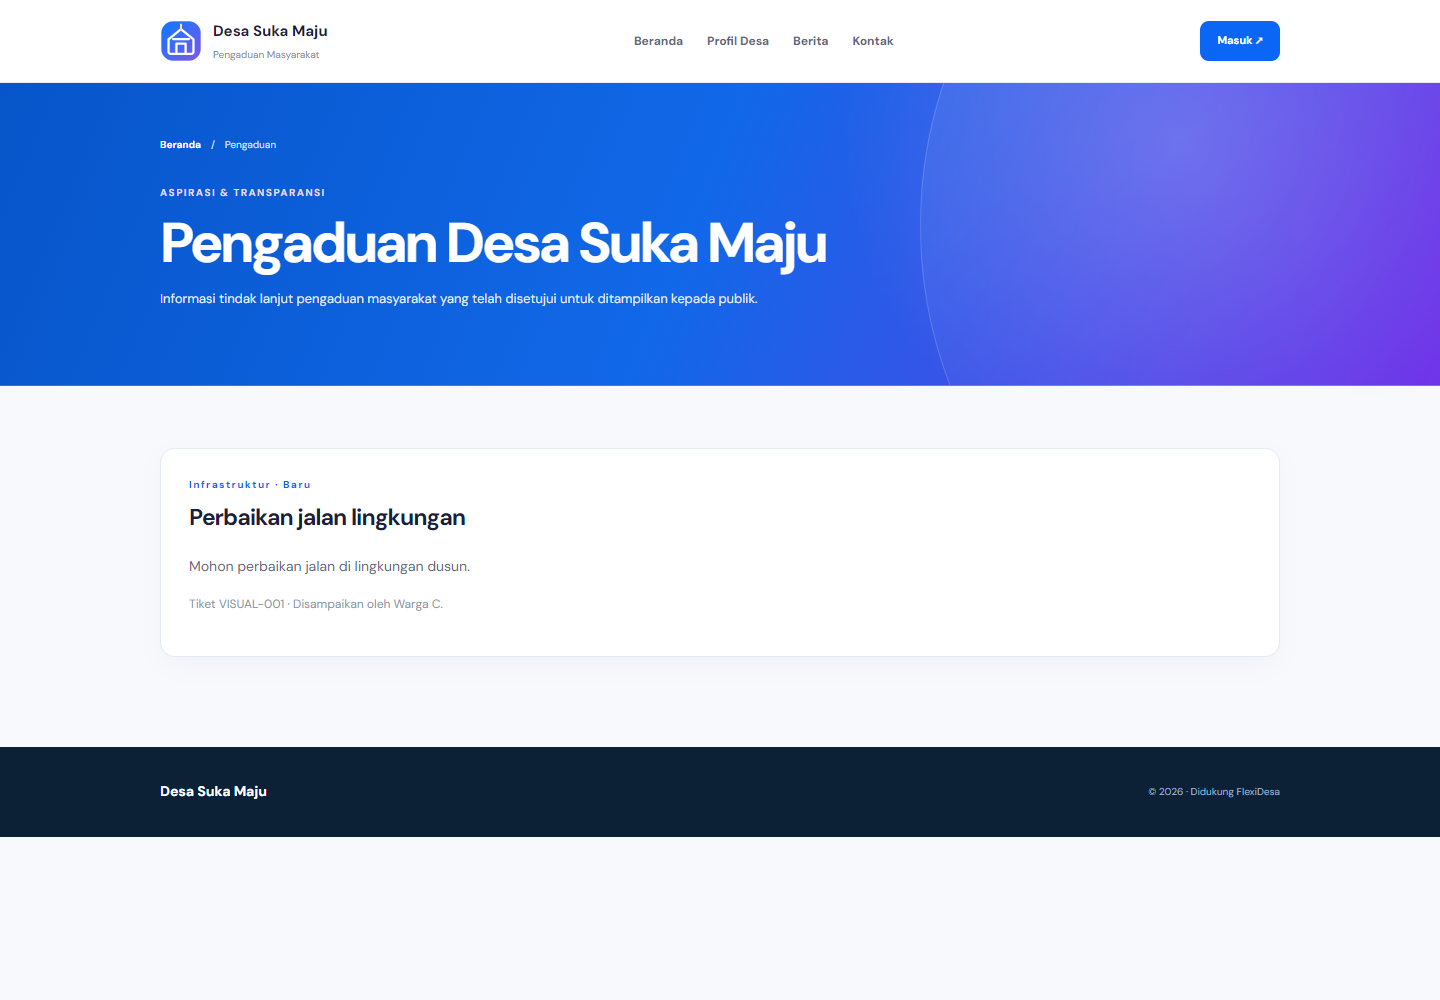 Desa Suka Maju
Pengaduan Masyarakat
Beranda Profil Desa Berita Kontak
Masuk ↗
Beranda / Pengaduan
ASPIRASI & TRANSPARANSI
Pengaduan Desa Suka Maju
Informasi tindak lanjut pengaduan masyarakat yang telah disetujui untuk ditampilkan kepada publik.
Infrastruktur · Baru
Perbaikan jalan lingkungan
Mohon perbaikan jalan di lingkungan dusun.
Tiket VISUAL-001 · Disampaikan oleh Warga C.
Desa Suka Maju
© 2026 · Didukung FlexiDesa